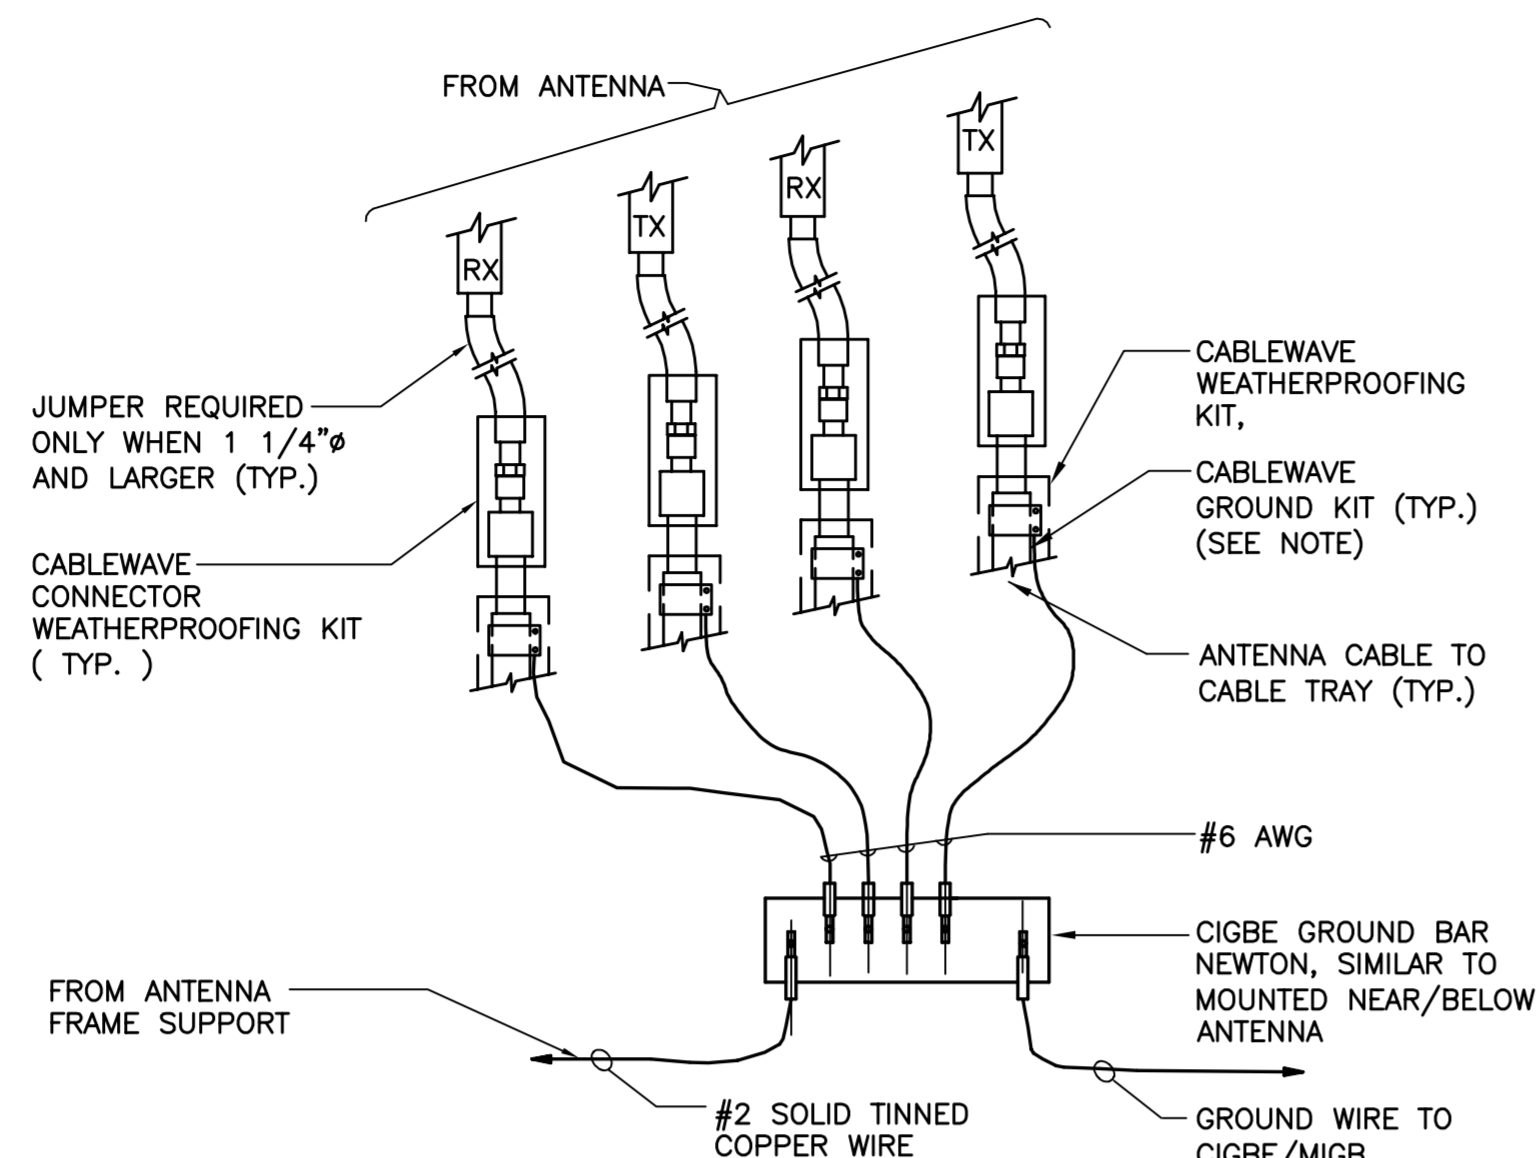 FROM ANTENNA
TX
RX
TX
RX
JUMPER REQUIRED
ONLY WHEN 1 1/4"ø
AND LARGER (TYP.)
CABLEWAVE
CONNECTOR
WEATHERPROOFING KIT
( TYP. )
CABLEWAVE
WEATHERPROOFING
KIT,
CABLEWAVE
GROUND KIT (TYP.)
(SEE NOTE)
ANTENNA CABLE TO
CABLE TRAY (TYP.)
#6 AWG
CIGBE GROUND BAR
NEWTON, SIMILAR TO
MOUNTED NEAR/BELOW
ANTENNA
FROM ANTENNA
FRAME SUPPORT
#2 SOLID TINNED
COPPER WIRE
GROUND WIRE TO
CIGBE/MIGB